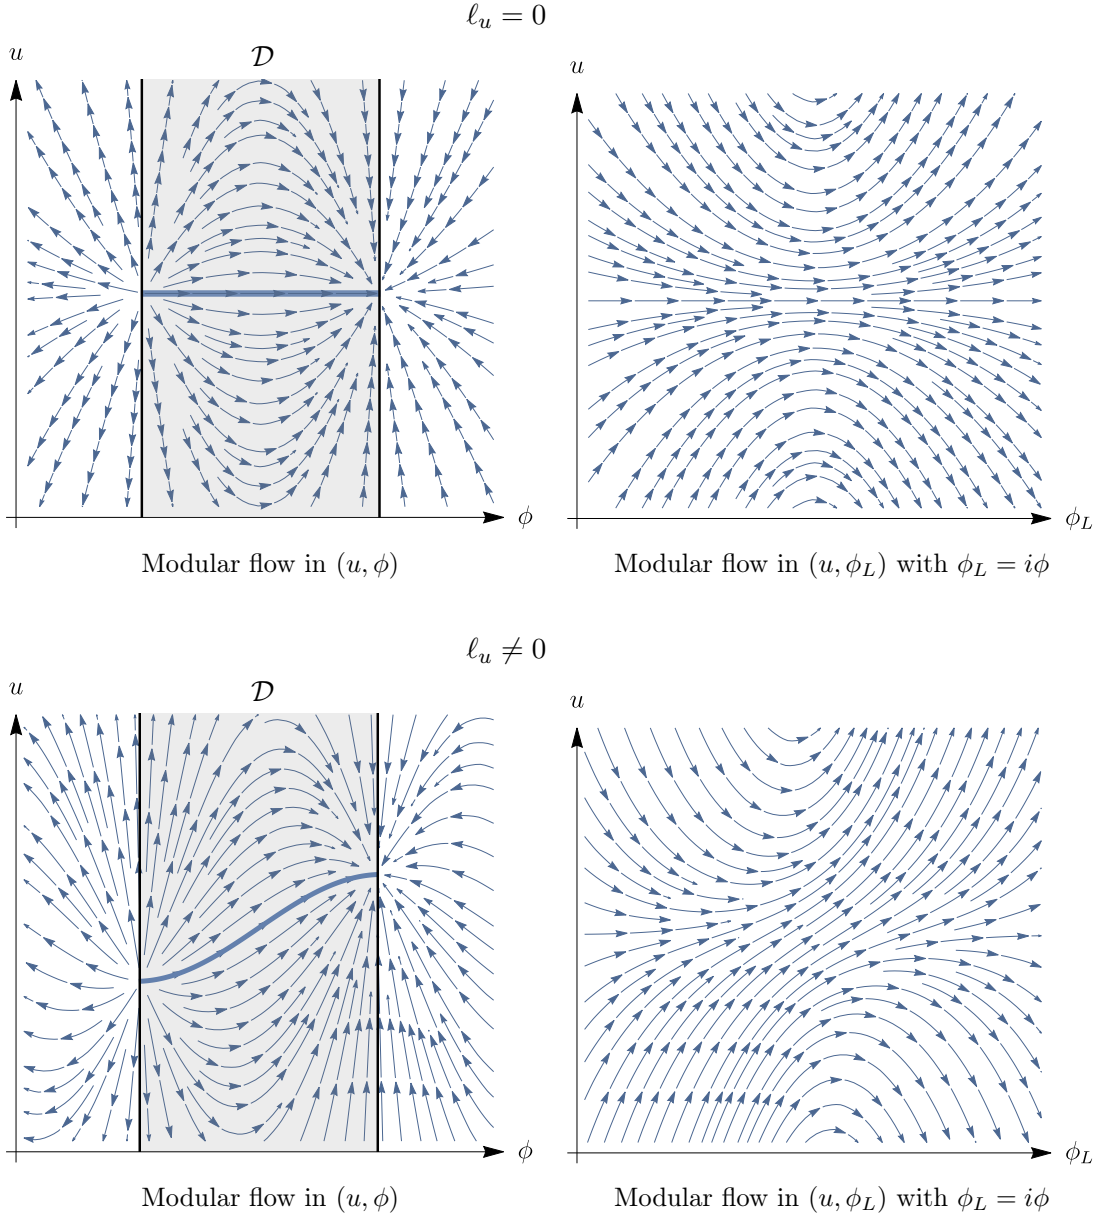 ℓ_u = 0
𝒟
u
u
ϕ
ϕ_L
Modular flow in (u, ϕ)
Modular flow in (u, ϕ_L) with ϕ_L = iϕ
ℓ_u ≠ 0
𝒟
u
u
ϕ
ϕ_L
Modular flow in (u, ϕ)
Modular flow in (u, ϕ_L) with ϕ_L = iϕ